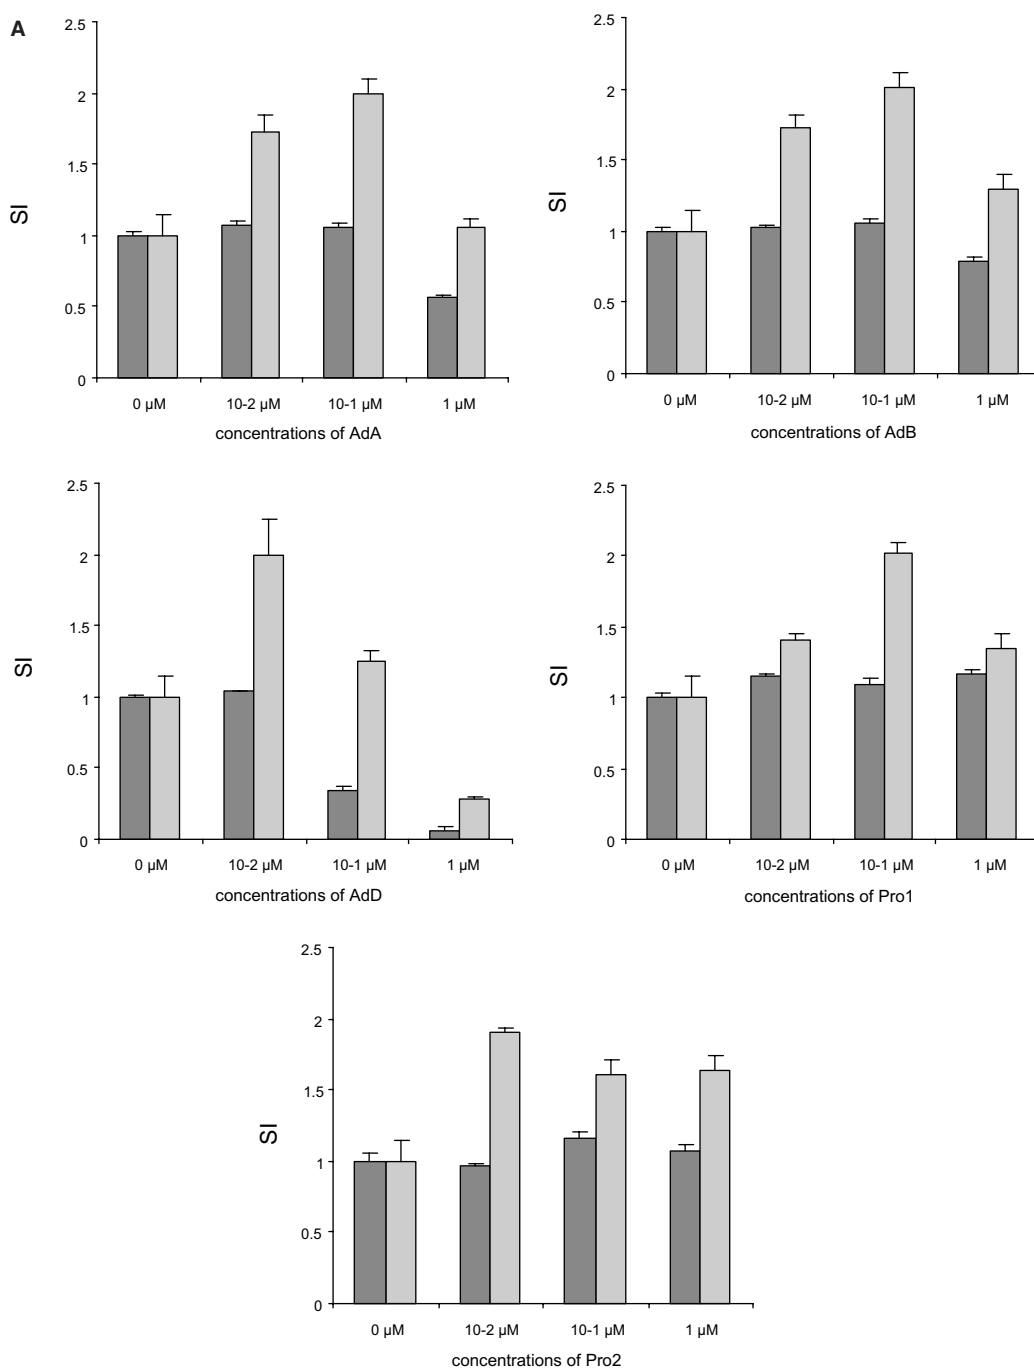 A
2.5
2
1.5
1
0.5
0
SI
0 µM 10-2 µM 10-1 µM 1 µM
concentrations of AdA
2.5
2
1.5
1
0.5
0
SI
0 µM 10-2 µM 10-1 µM 1 µM
concentrations of AdB
2.5
2
1.5
1
0.5
0
SI
0 µM 10-2 µM 10-1 µM 1 µM
concentrations of AdD
2.5
2
1.5
1
0.5
0
SI
0 µM 10-2 µM 10-1 µM 1 µM
concentrations of Pro1
2.5
2
1.5
1
0.5
0
SI
0 µM 10-2 µM 10-1 µM 1 µM
concentrations of Pro2